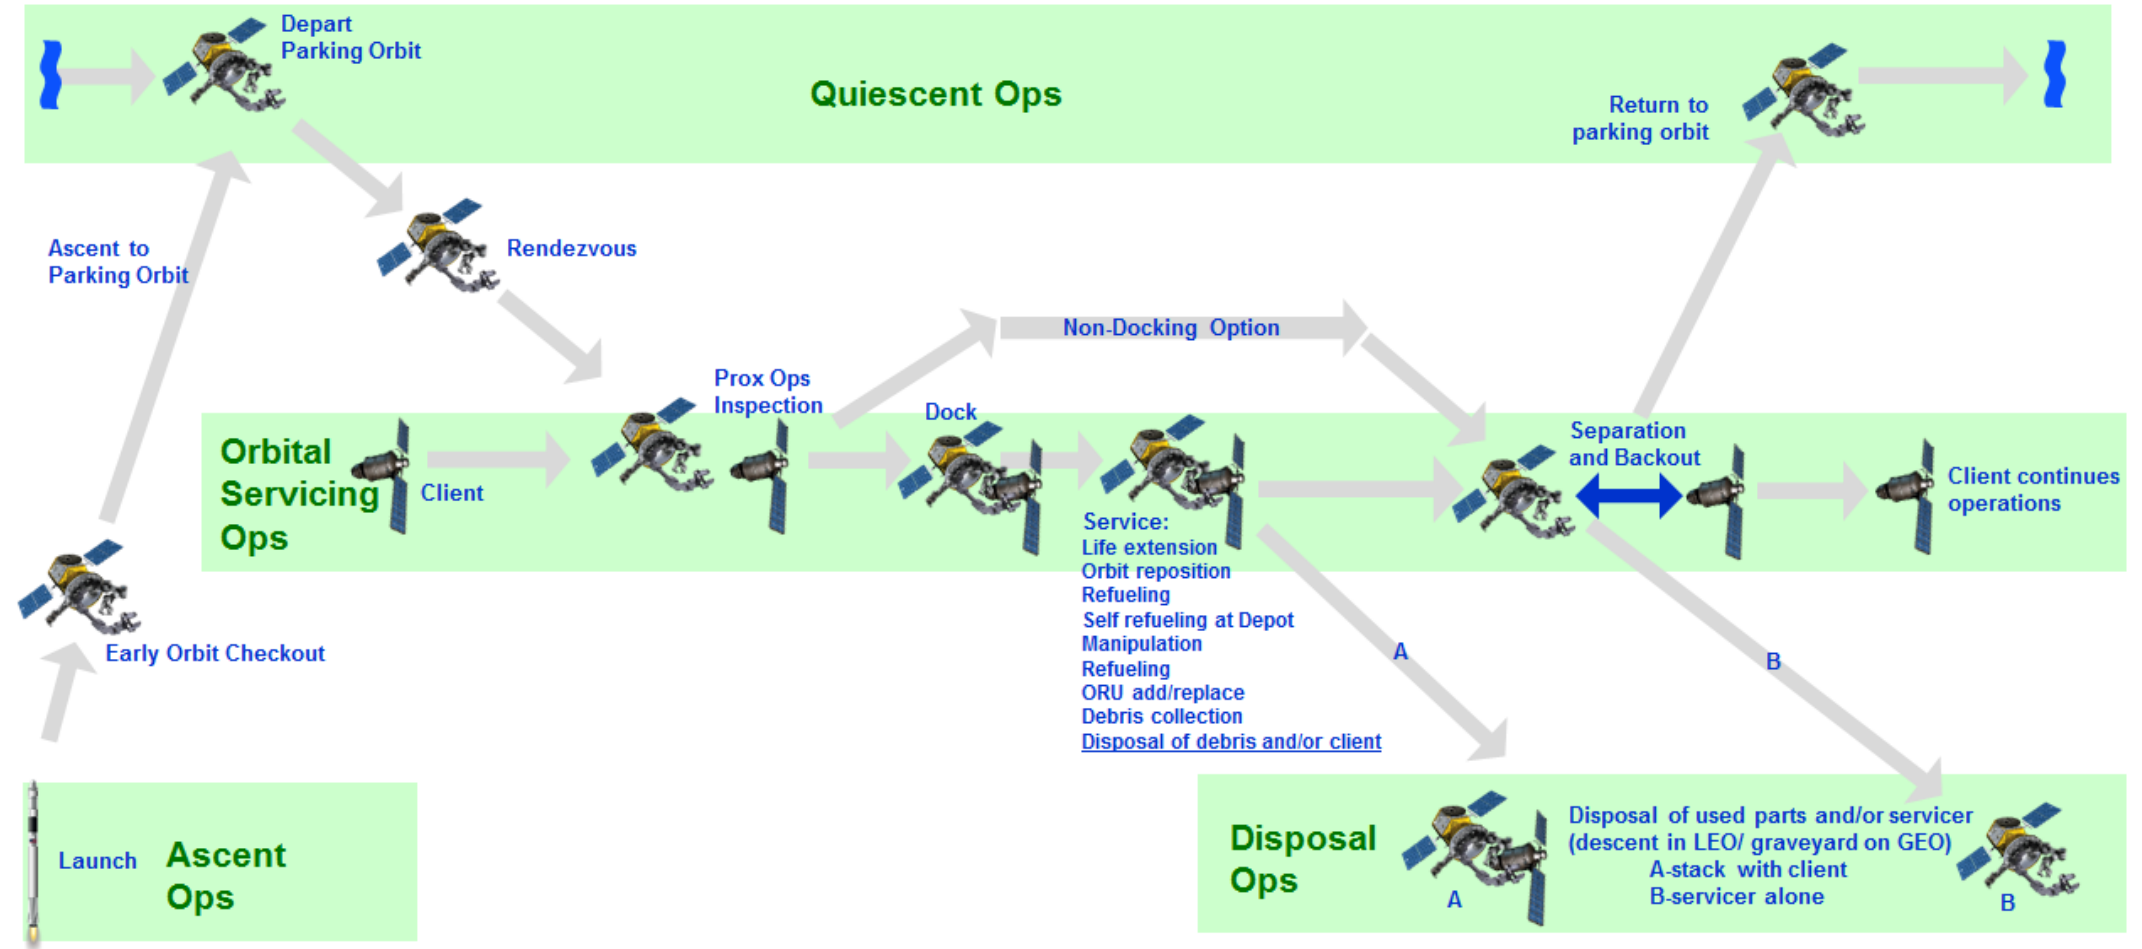 Depart
Parking Orbit
Quiescent Ops
Return to
parking orbit
Ascent to
Parking Orbit
Rendezvous
Non-Docking Option
Prox Ops
Inspection
Dock
Orbital
Servicing
Ops
Client
Separation
and Backout
Client continues
operations
Service:
Life extension
Orbit reposition
Refueling
Self refueling at Depot
Manipulation
Refueling
ORU add/replace
Debris collection
Disposal of debris and/or client
Early Orbit Checkout
A
B
Launch
Ascent
Ops
Disposal
Ops
A
Disposal of used parts and/or servicer
(descent in LEO/ graveyard on GEO)
A-stack with client
B-servicer alone
B